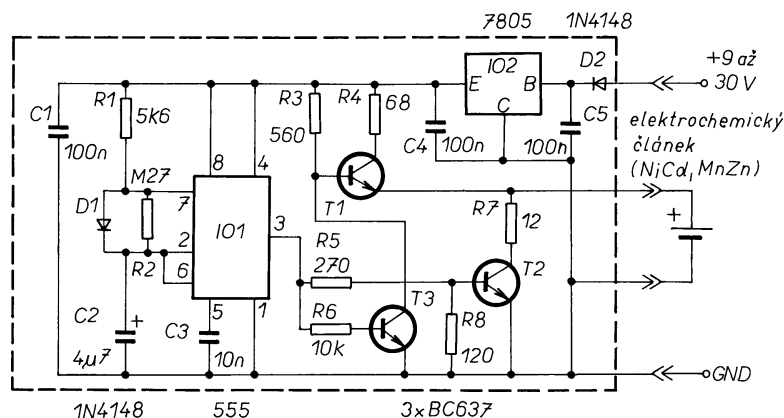 7805
1N4148
+9 až
30 V
D2
IO2
E
B
C
R1
5k6
R3
560
R4
68
C1
100n
C4
100n
C5
100n
elektrochemický
článek
(NiCd, MnZn)
+
M27
8
4
D1
7
T1
R7
12
IO1
3
2
R2
6
R5
270
T2
C2
+
4µ7
5
1
C3
10n
R6
10k
T3
R8
120
GND
1N4148
555
3xBC637